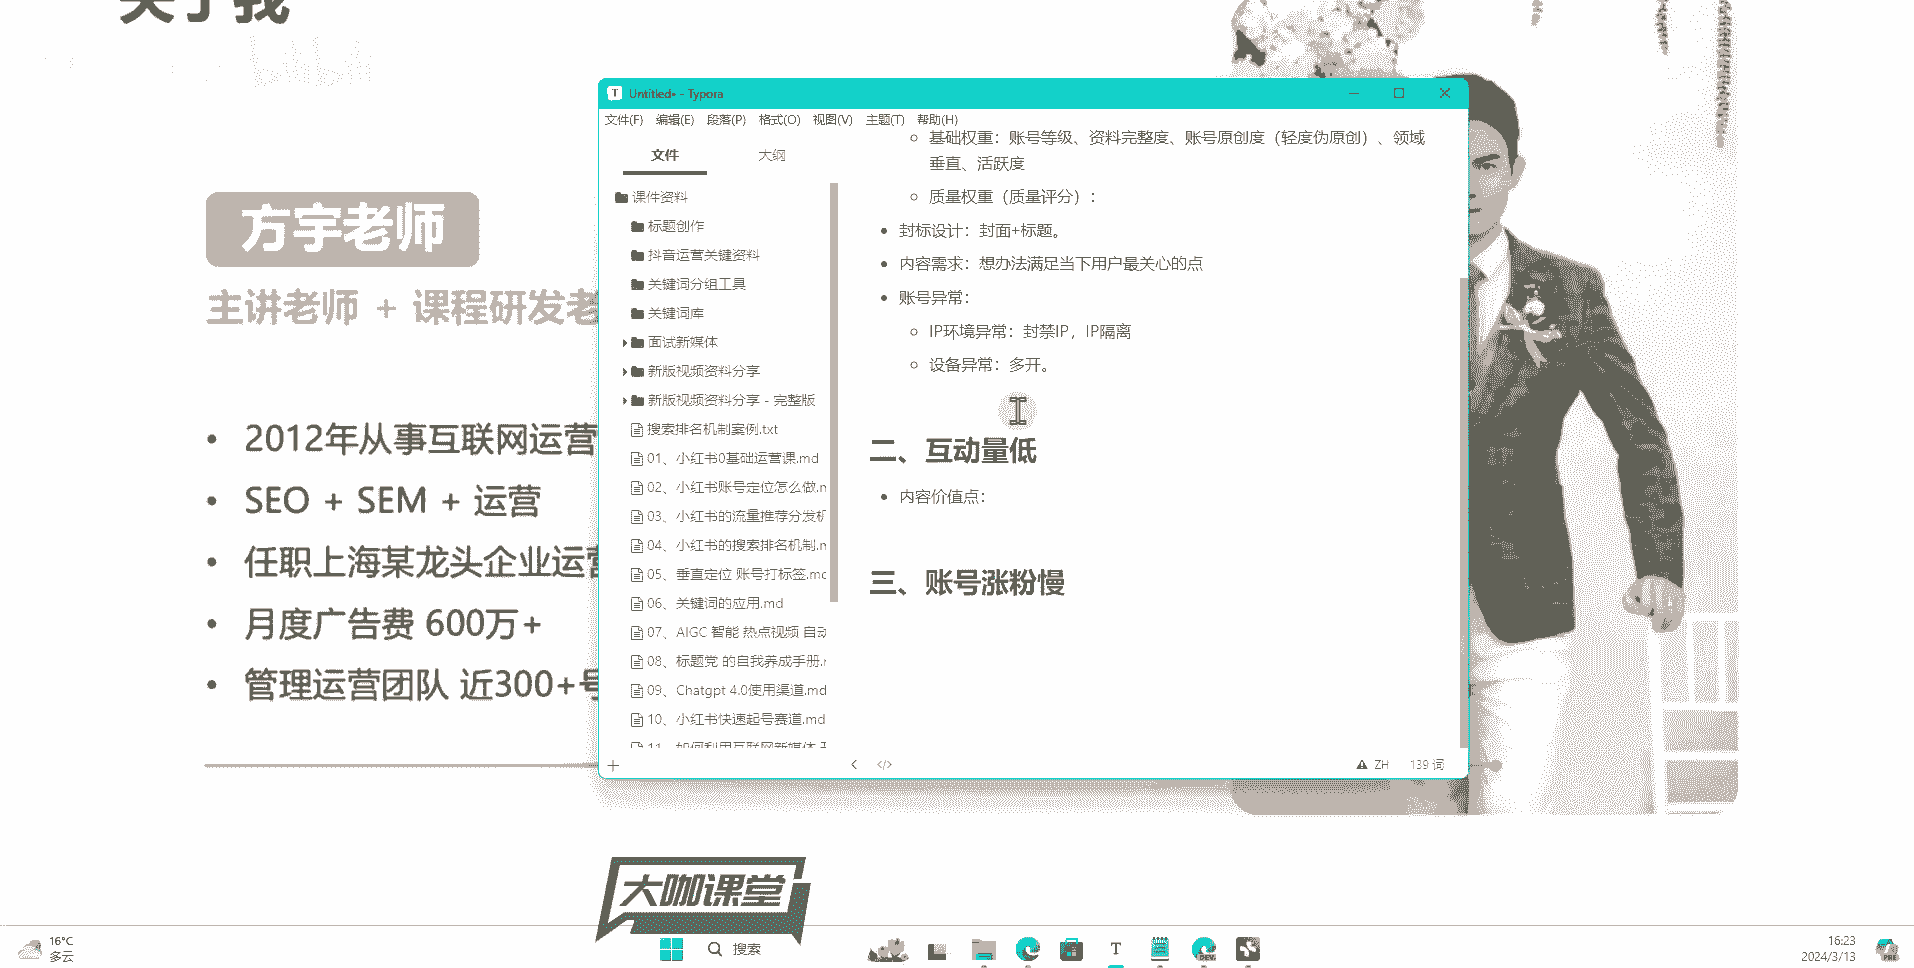 关于我
bilibili
方宇老师
主讲老师 + 课程研发老
• 2012年从事互联网运营
• SEO + SEM + 运营
• 任职上海某龙头企业运营
• 月度广告费 600万+
• 管理运营团队 近300+号
Untitled• - Typora
文件(F) 编辑(E) 段落(P) 格式(O) 视图(V) 主题(T) 帮助(H)
文件 大纲
课件资料
标题创作
抖音运营关键资料
关键词分组工具
关键词库
面试新媒体
新版视频资料分享
新版视频资料分享 - 完整版
搜索排名机制案例.txt
01、小红书0基础运营课.md
02、小红书账号定位怎么做.m
03、小红书的流量推荐分发机
04、小红书的搜索排名机制.m
05、垂直定位 账号打标签.md
06、关键词的应用.md
07、AIGC 智能 热点视频 自动
08、标题党 的自我养成手册.m
09、Chatgpt 4.0使用渠道.md
10、小红书快速起号赛道.md
11、如何利用互联网新媒体
基础权重：账号等级、资料完整度、账号原创度（轻度伪原创）、领域
垂直、活跃度
质量权重（质量评分）：
封标设计：封面+标题。
内容需求：想办法满足当下用户最关心的点
账号异常：
IP环境异常：封禁IP，IP隔离
设备异常：多开。
二、互动量低
内容价值点：
三、账号涨粉慢
ZH 139 词
大咖课堂
16°C
多云
搜索
T
DEV
16:23
2024/3/13
PRE